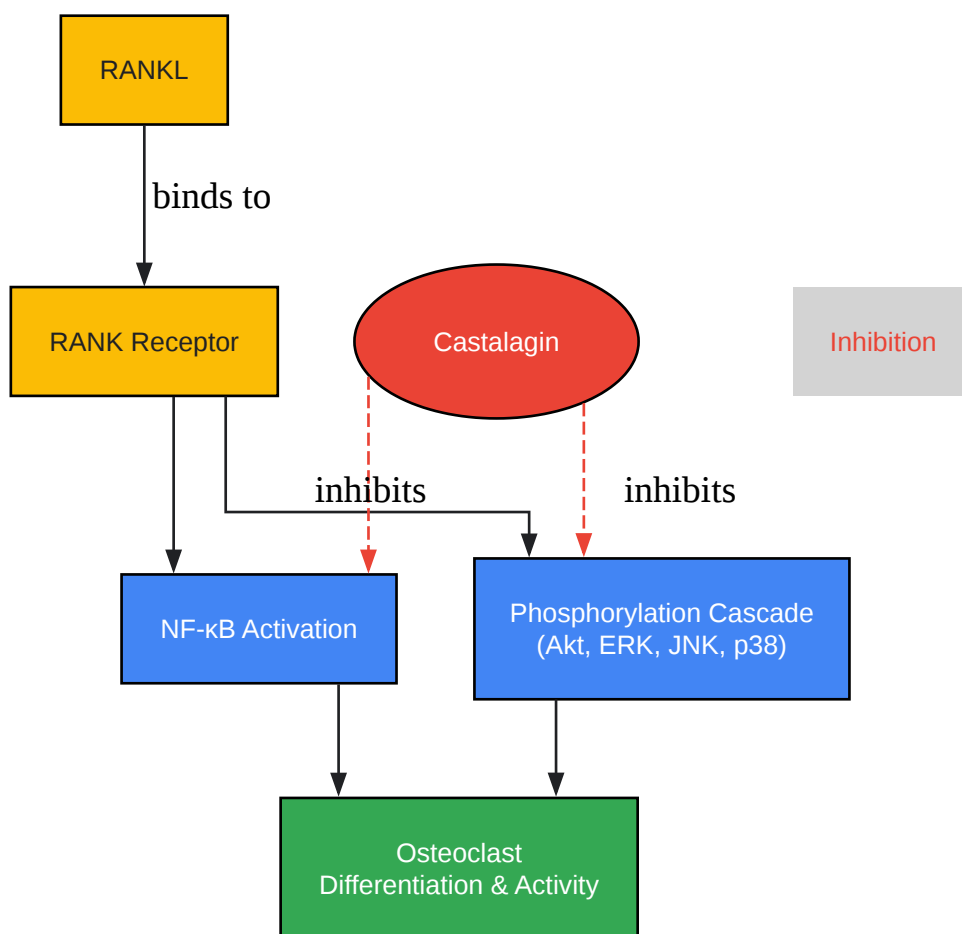 RANKL
binds to
RANK Receptor
Castalagin
Inhibition
inhibits
inhibits
NF-κB Activation
Phosphorylation Cascade
(Akt, ERK, JNK, p38)
Osteoclast
Differentiation & Activity